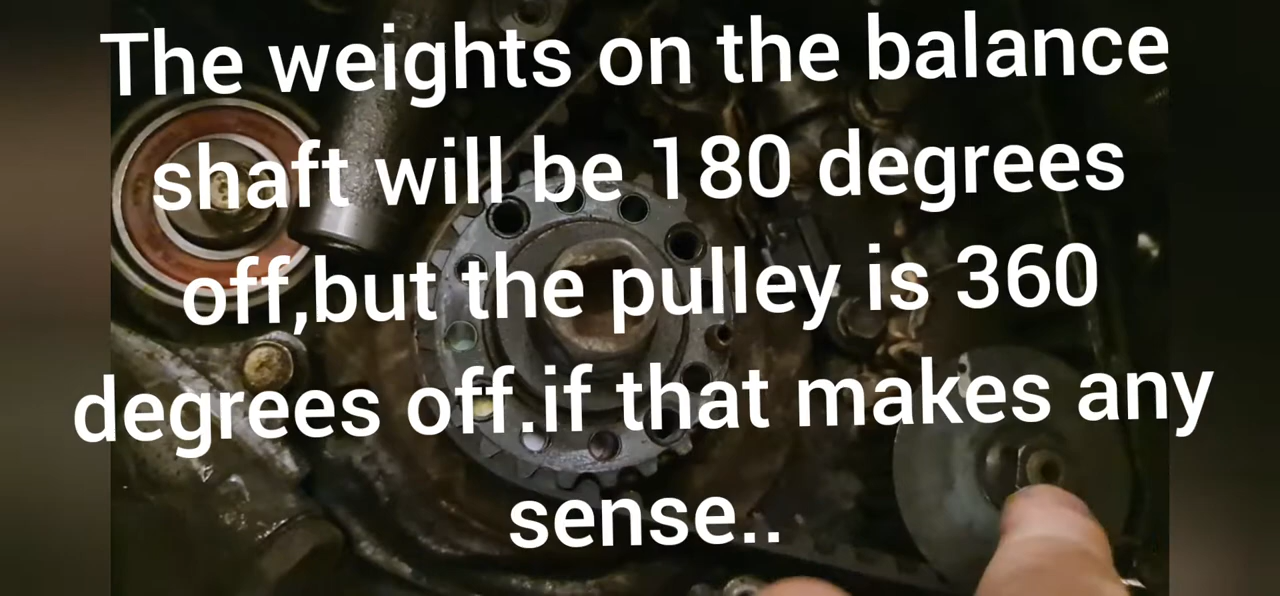 The weights on the balance
shaft will be 180 degrees
off,but the pulley is 360
degrees off.if that makes any
sense..